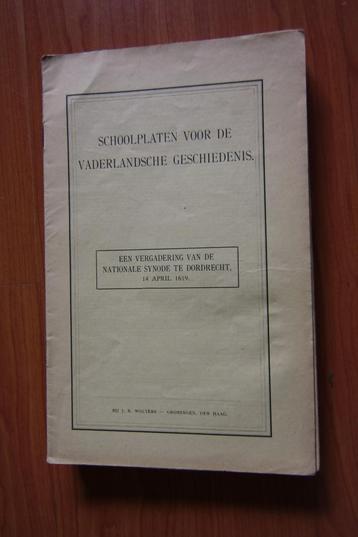 SCHOOLPLATEN VOOR DE
VADERLANDSCHE GESCHIEDENIS.
EEN VERGADERING VAN DE
NATIONALE SYNODE TE DORDRECHT,
14 APRIL 1619.
BIJ J. B. WOLTERS — GRONINGEN, DEN HAAG.